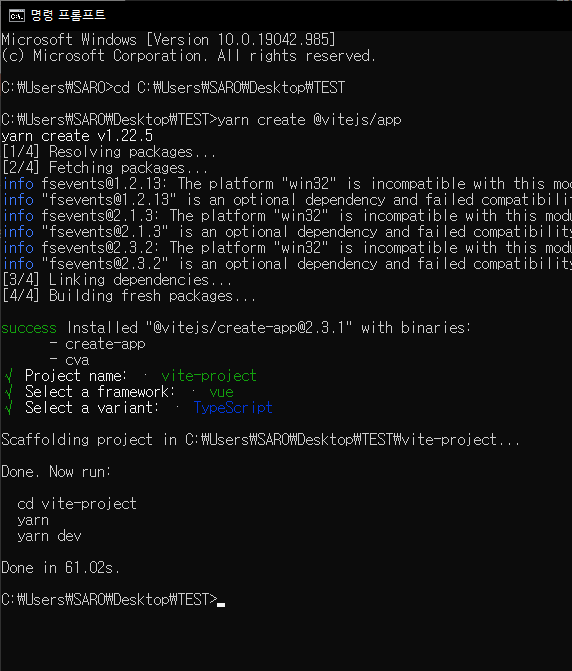 명령 프롬프트
Microsoft Windows [Version 10.0.19042.985]
(c) Microsoft Corporation. All rights reserved.
C:₩Users₩SARO>cd C:₩Users₩SARO₩Desktop₩TEST
C:₩Users₩SARO₩Desktop₩TEST>yarn create @vitejs/app
yarn create v1.22.5
[1/4] Resolving packages...
[2/4] Fetching packages...
info fsevents@1.2.13: The platform "win32" is incompatible with this mod
info "fsevents@1.2.13" is an optional dependency and failed compatibili
info fsevents@2.1.3: The platform "win32" is incompatible with this modu
info "fsevents@2.1.3" is an optional dependency and failed compatibility
info fsevents@2.3.2: The platform "win32" is incompatible with this modu
info "fsevents@2.3.2" is an optional dependency and failed compatibility
[3/4] Linking dependencies...
[4/4] Building fresh packages...
success Installed "@vitejs/create-app@2.3.1" with binaries:
- create-app
- cva
√ Project name: · vite-project
√ Select a framework: · vue
√ Select a variant: · TypeScript
Scaffolding project in C:₩Users₩SARO₩Desktop₩TEST₩vite-project...
Done. Now run:
cd vite-project
yarn
yarn dev
Done in 61.02s.
C:₩Users₩SARO₩Desktop₩TEST>